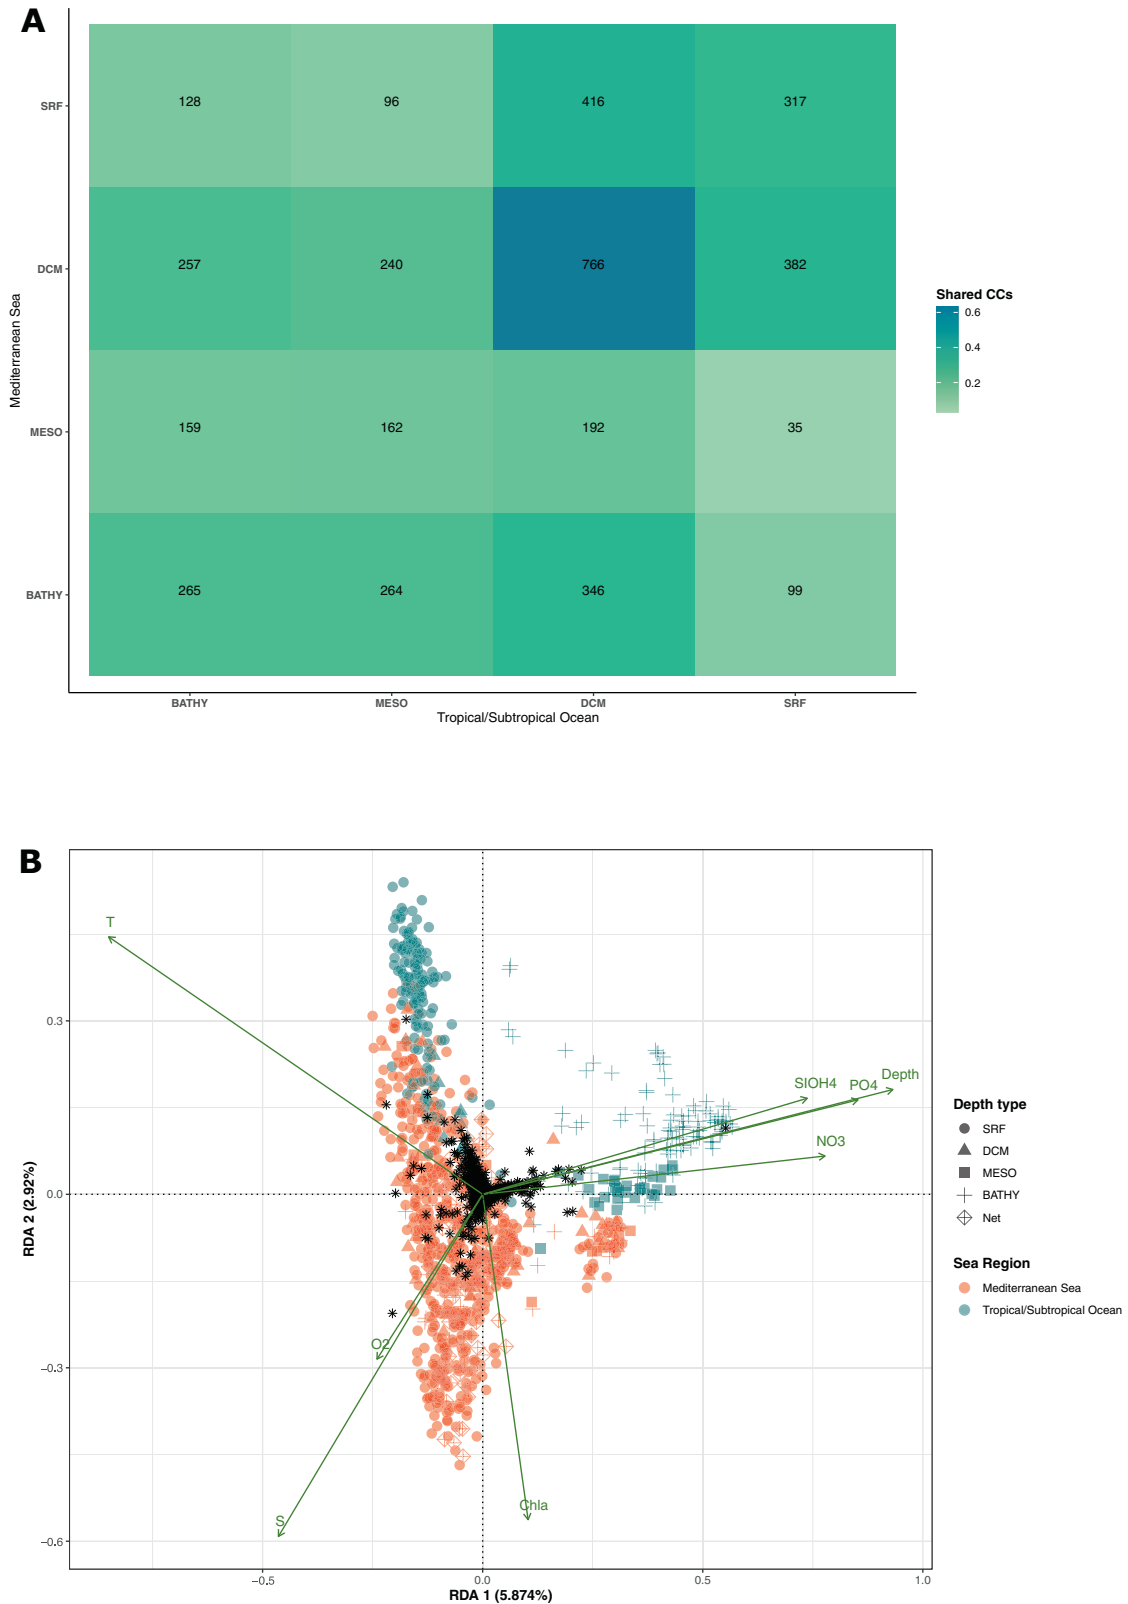 A
SRF
128 96 416 317
DCM
257 240 766 382
MESO
159 162 192 35
BATHY
265 264 346 99
Mediterranean Sea
BATHY MESO DCM SRF
Tropical/Subtropical Ocean
Shared CCs
0.6
0.4
0.2
B
T
SIOH4 PO4 Depth
NO3
O2
S
Chla
0.3
0.0
−0.3
−0.6
RDA 2 (2.92%)
−0.5 0.0 0.5 1.0
RDA 1 (5.874%)
Depth type
SRF
DCM
MESO
BATHY
Net
Sea Region
Mediterranean Sea
Tropical/Subtropical Ocean